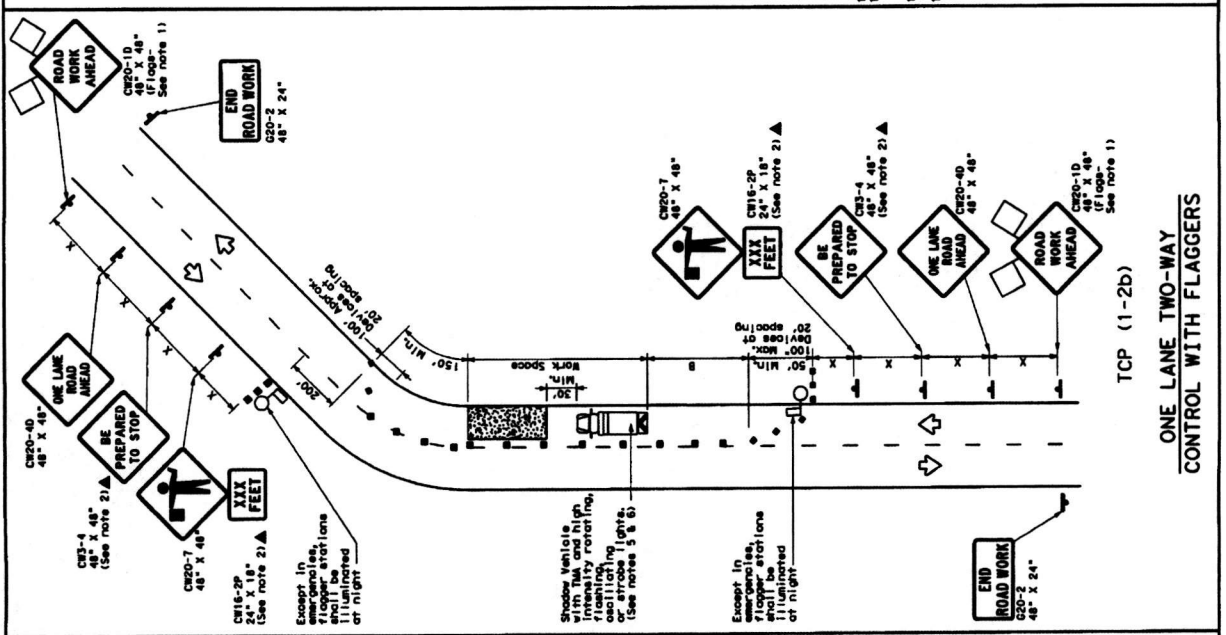 ROAD
WORK
AHEAD
CW20-1D
48" X 48"
(Flags-
See note 1)
END
ROAD WORK
G20-2
48" X 24"
ONE LANE
ROAD
AHEAD
CW20-4D
48" X 48"
BE
PREPARED
TO STOP
CW3-4
48" X 48"
(See note 2)▲
CW20-7
48" X 48"
XXX
FEET
CW16-2P
24" X 18"
(See note 2)▲
X
X
X
X
Except in
emergencies,
flagger stations
shall be
illuminated
at night
200'
100' Approx.
Devices at
20' spacing
150' Min.
Work Space
30'
Min.
B
Shadow Vehicle
with TMA and high
intensity rotating,
flashing,
oscillating
or strobe lights.
(See notes 5 & 6)
Except in
emergencies,
flagger stations
shall be
illuminated
at night
50' Min.
100" Max.
Devices at
20' spacing
X
X
X
X
CW20-7
48" X 48"
XXX
FEET
CW16-2P
24" X 18"
(See note 2)▲
BE
PREPARED
TO STOP
CW3-4
48" X 48"
(See note 2)▲
ONE LANE
ROAD
AHEAD
CW20-4D
48" X 48"
ROAD
WORK
AHEAD
CW20-1D
48" X 48"
(Flags-
See note 1)
END
ROAD WORK
G20-2
48" X 24"
TCP (1-2b)
ONE LANE TWO-WAY
CONTROL WITH FLAGGERS